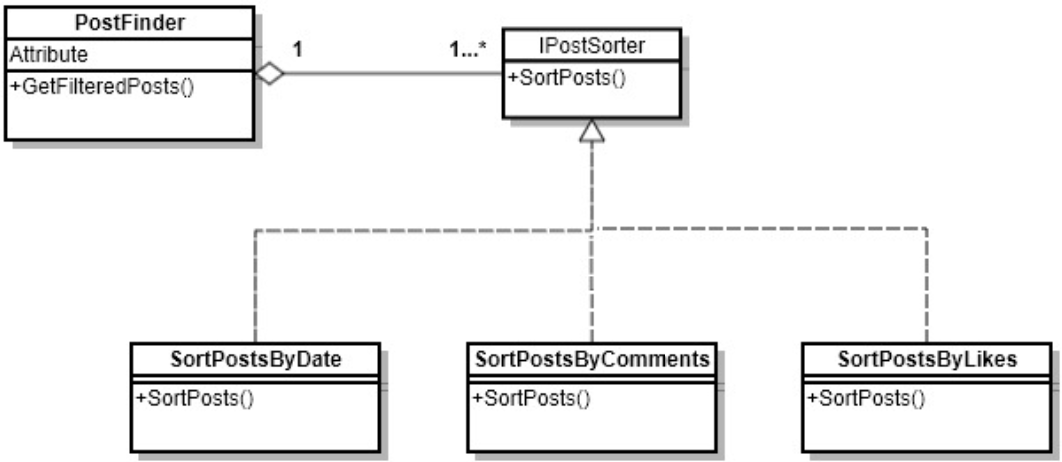 PostFinder
Attribute
+GetFilteredPosts()
1
1...*
IPostSorter
+SortPosts()
SortPostsByDate
+SortPosts()
SortPostsByComments
+SortPosts()
SortPostsByLikes
+SortPosts()